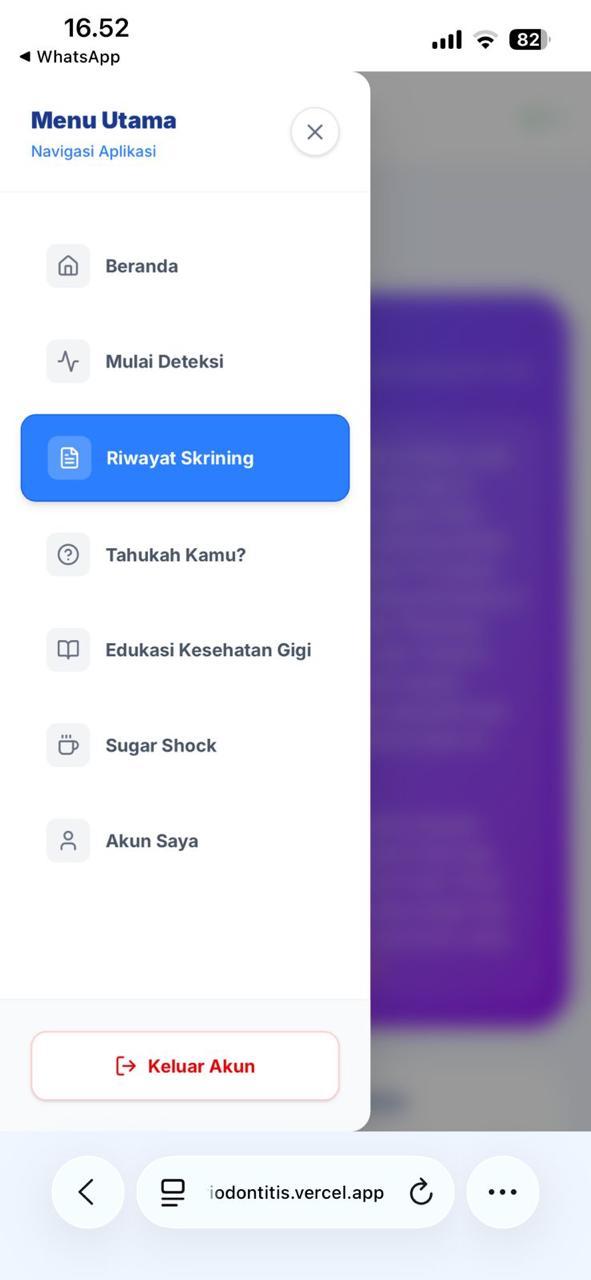 16.52
82
WhatsApp
Menu Utama
Navigasi Aplikasi
Beranda
Mulai Deteksi
Riwayat Skrining
Tahukah Kamu?
Edukasi Kesehatan Gigi
Sugar Shock
Akun Saya
Keluar Akun
iodontitis.vercel.app